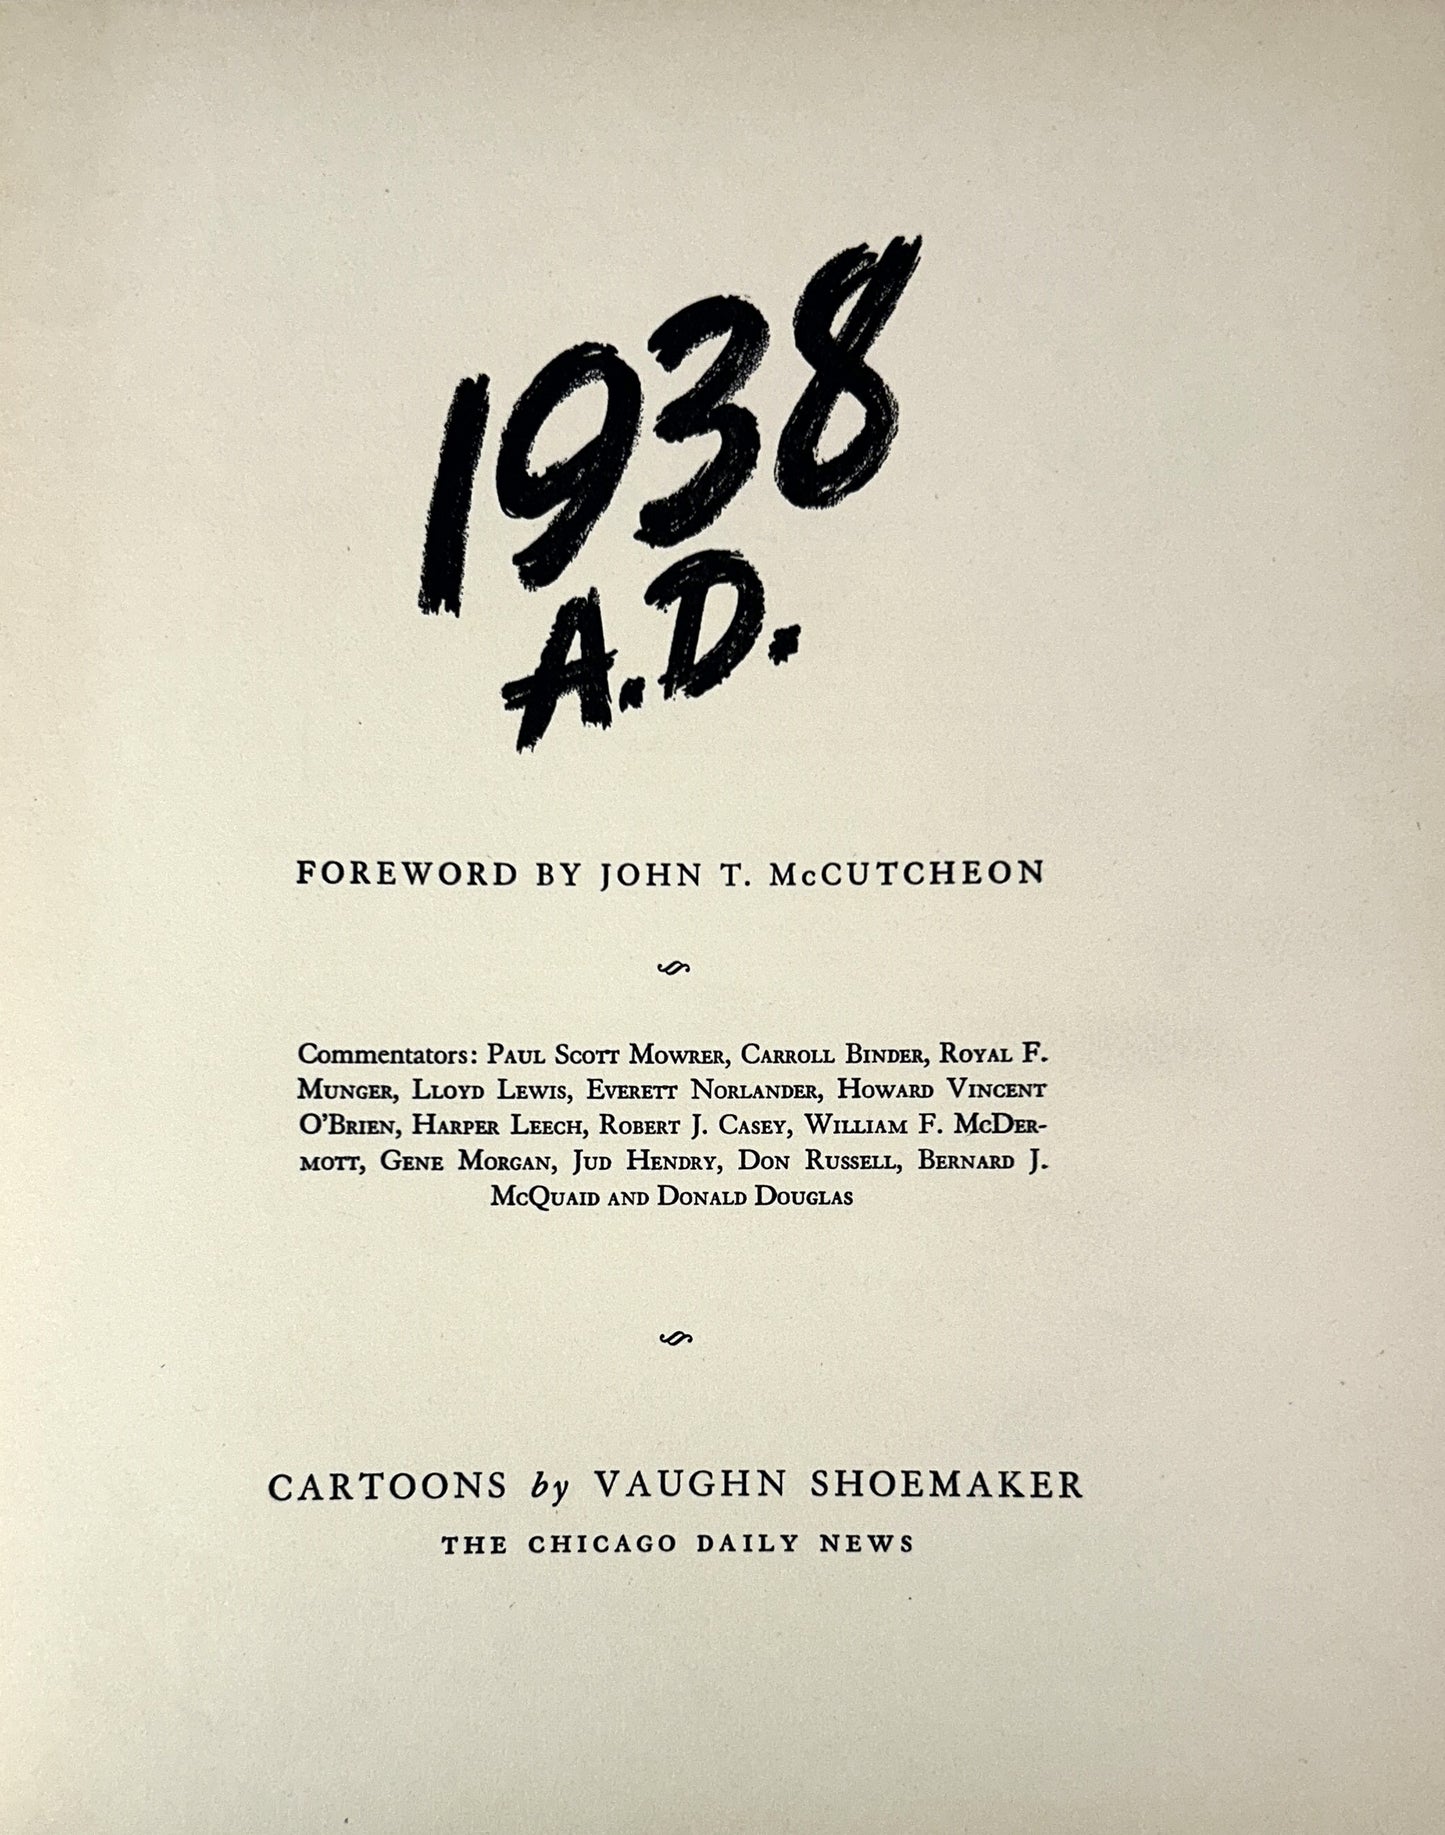 1938
A.D.
FOREWORD BY JOHN T. McCUTCHEON
Commentators: Paul Scott Mowrer, Carroll Binder, Royal F.
Munger, Lloyd Lewis, Everett Norlander, Howard Vincent
O'Brien, Harper Leech, Robert J. Casey, William F. McDer-
mott, Gene Morgan, Jud Hendry, Don Russell, Bernard J.
McQuaid and Donald Douglas
CARTOONS by VAUGHN SHOEMAKER
THE CHICAGO DAILY NEWS